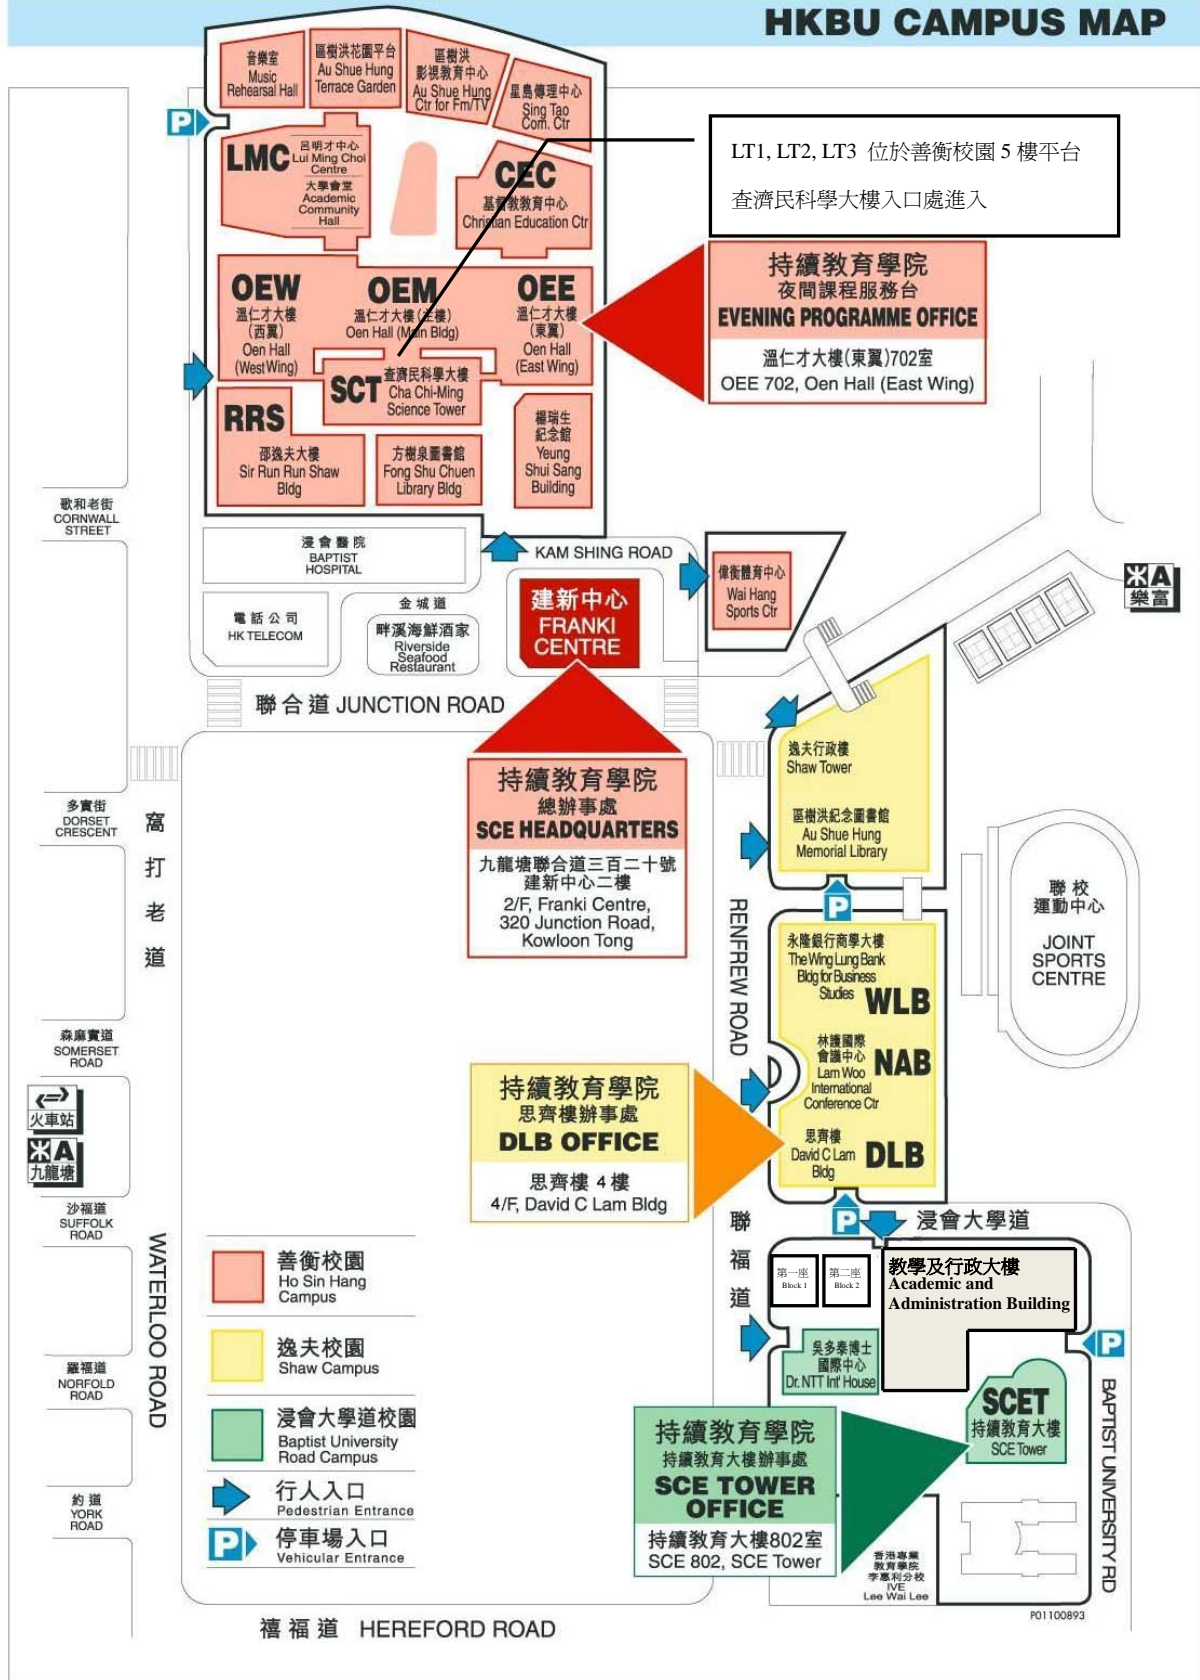 HKBU CAMPUS MAP
音樂室
Music
Rehearsal Hall
區樹洪花園平台
Au Shue Hung
Terrace Garden
區樹洪
影視教育中心
Au Shue Hung
Ctr for Fm/TV
星島傳理中心
Sing Tao
Com. Ctr
P
LMC
呂明才中心
Lui Ming Choi
Centre
大學會堂
Academic
Community
Hall
CEC
基督教教育中心
Christian Education Ctr
LT1, LT2, LT3 位於善衡校園 5 樓平台
查濟民科學大樓入口處進入
OEW
溫仁才大樓
(西翼)
Oen Hall
(West Wing)
OEM
溫仁才大樓(主樓)
Oen Hall (Main Bldg)
OEE
溫仁才大樓
(東翼)
Oen Hall
(East Wing)
持續教育學院
夜間課程服務台
EVENING PROGRAMME OFFICE
溫仁才大樓(東翼)702室
OEE 702, Oen Hall (East Wing)
SCT
查濟民科學大樓
Cha Chi-Ming
Science Tower
RRS
邵逸夫大樓
Sir Run Run Shaw
Bldg
方樹泉圖書館
Fong Shu Chuen
Library Bldg
楊瑞生
紀念館
Yeung
Shui Sang
Building
歌和老街
CORNWALL
STREET
浸會醫院
BAPTIST
HOSPITAL
KAM SHING ROAD
金城道
電話公司
HK TELECOM
畔溪海鮮酒家
Riverside
Seafood
Restaurant
建新中心
FRANKI
CENTRE
偉衡體育中心
Wai Hang
Sports Ctr
樂富
聯合道 JUNCTION ROAD
持續教育學院
總辦事處
SCE HEADQUARTERS
九龍塘聯合道三百二十號
建新中心二樓
2/F, Franki Centre,
320 Junction Road,
Kowloon Tong
逸夫行政樓
Shaw Tower
區樹洪紀念圖書館
Au Shue Hung
Memorial Library
P
多實街
DORSET
CRESCENT
窩打老道
RENFREW ROAD
永隆銀行商學大樓
The Wing Lung Bank
Bldg for Business
Studies
WLB
林護國際
會議中心
Lam Woo
International
Conference Ctr
NAB
思齊樓
David C Lam
Bldg
DLB
聯校
運動中心
JOINT
SPORTS
CENTRE
森麻實道
SOMERSET
ROAD
火車站
九龍塘
持續教育學院
思齊樓辦事處
DLB OFFICE
思齊樓 4 樓
4/F, David C Lam Bldg
沙福道
SUFFOLK
ROAD
WATERLOO ROAD
聯福道
P
浸會大學道
第一座
Block 1
第二座
Block 2
教學及行政大樓
Academic and
Administration Building
吳多泰博士
國際中心
Dr. NTT Int' House
P
SCET
持續教育大樓
SCE Tower
BAPTIST UNIVERSITY RD
善衡校園
Ho Sin Hang
Campus
逸夫校園
Shaw Campus
浸會大學道校園
Baptist University
Road Campus
行人入口
Pedestrian Entrance
P
停車場入口
Vehicular Entrance
羅福道
NORFOLD
ROAD
約道
YORK
ROAD
持續教育學院
持續教育大樓辦事處
SCE TOWER
OFFICE
持續教育大樓802室
SCE 802, SCE Tower
香港專業
教育學院
李惠利分校
IVE
Lee Wai Lee
P01100893
禧福道 HEREFORD ROAD